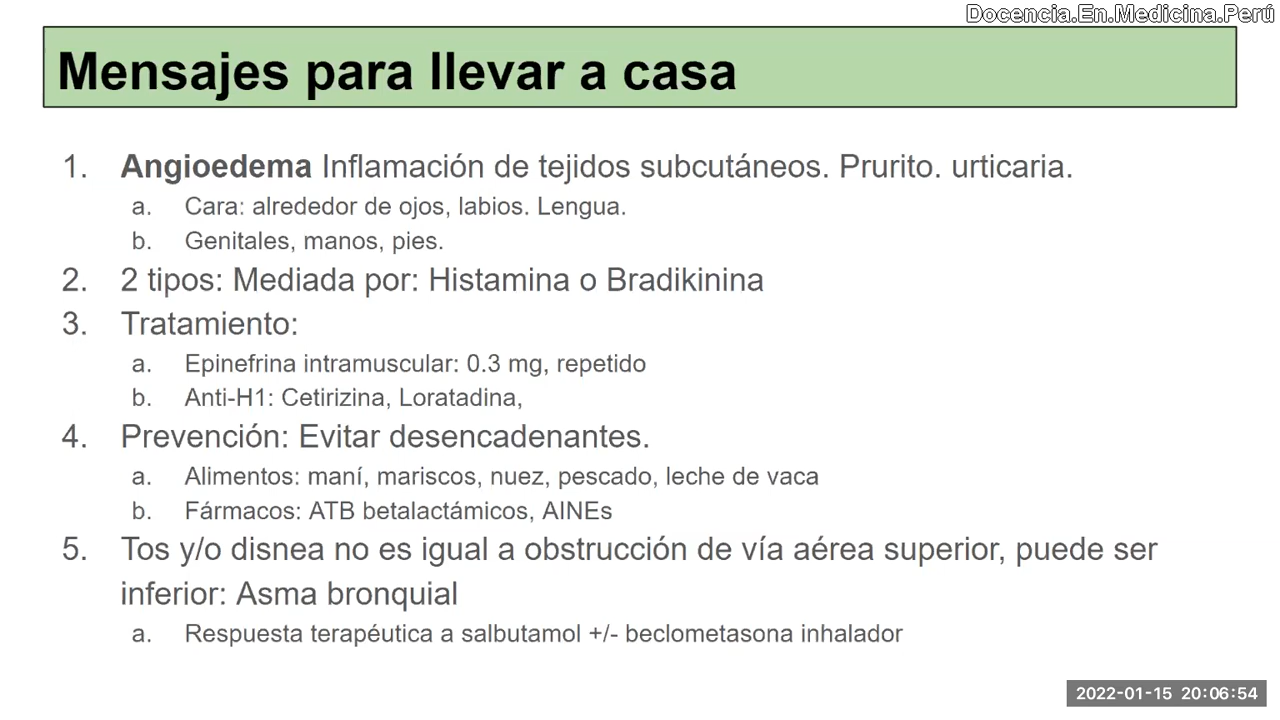 Docencia.En.Medicina.Perú
Mensajes para llevar a casa
1. Angioedema Inflamación de tejidos subcutáneos. Prurito. urticaria.
a. Cara: alrededor de ojos, labios. Lengua.
b. Genitales, manos, pies.
2. 2 tipos: Mediada por: Histamina o Bradikinina
3. Tratamiento:
a. Epinefrina intramuscular: 0.3 mg, repetido
b. Anti-H1: Cetirizina, Loratadina,
4. Prevención: Evitar desencadenantes.
a. Alimentos: maní, mariscos, nuez, pescado, leche de vaca
b. Fármacos: ATB betalactámicos, AINEs
5. Tos y/o disnea no es igual a obstrucción de vía aérea superior, puede ser
inferior: Asma bronquial
a. Respuesta terapéutica a salbutamol +/- beclometasona inhalador
2022-01-15 20:06:54